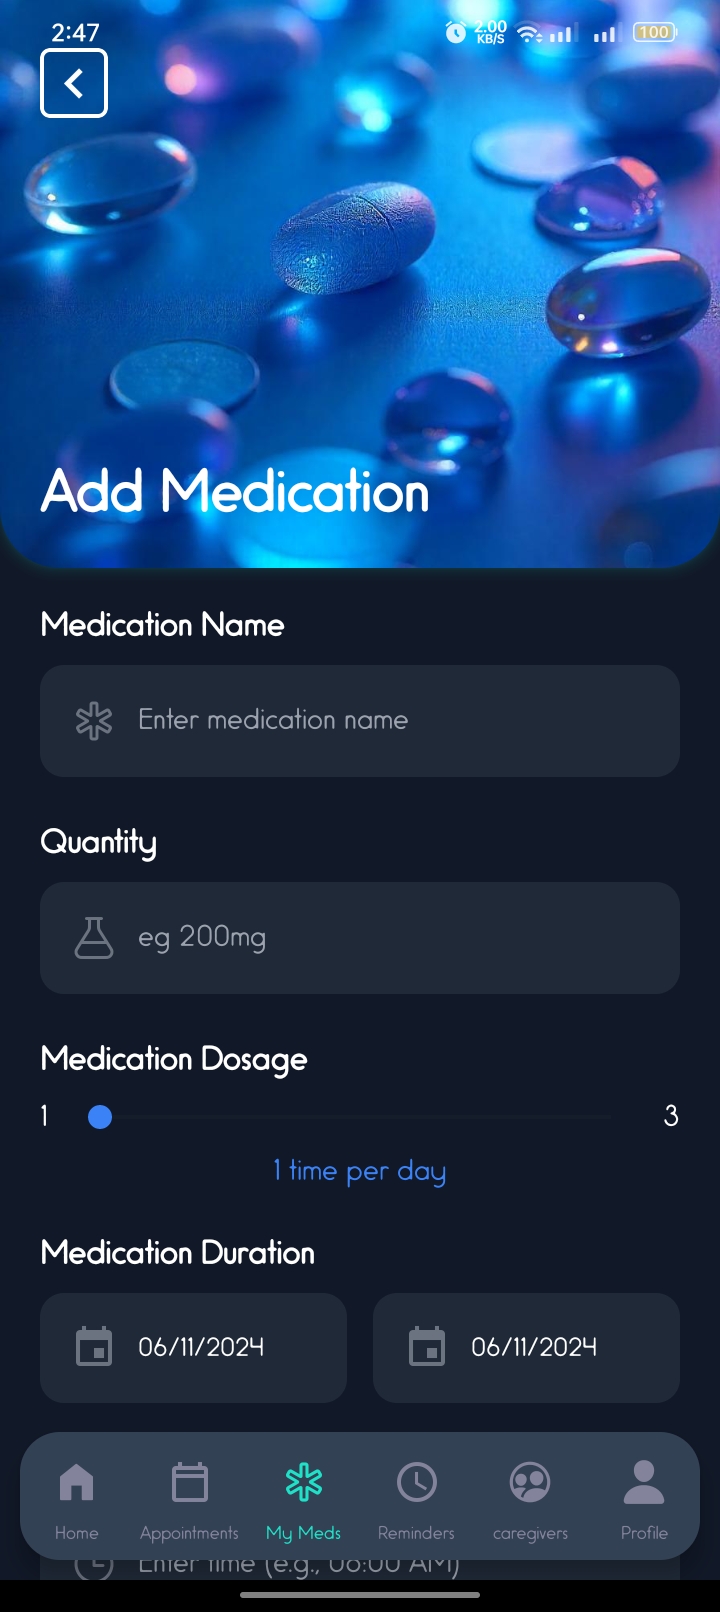 2:47
2.00
KB/S
100
Add Medication
Medication Name
Enter medication name
Quantity
eg 200mg
Medication Dosage
1
3
1 time per day
Medication Duration
06/11/2024
06/11/2024
Home
Appointments
My Meds
Reminders
caregivers
Profile
Enter time (e.g., 08:00 AM)